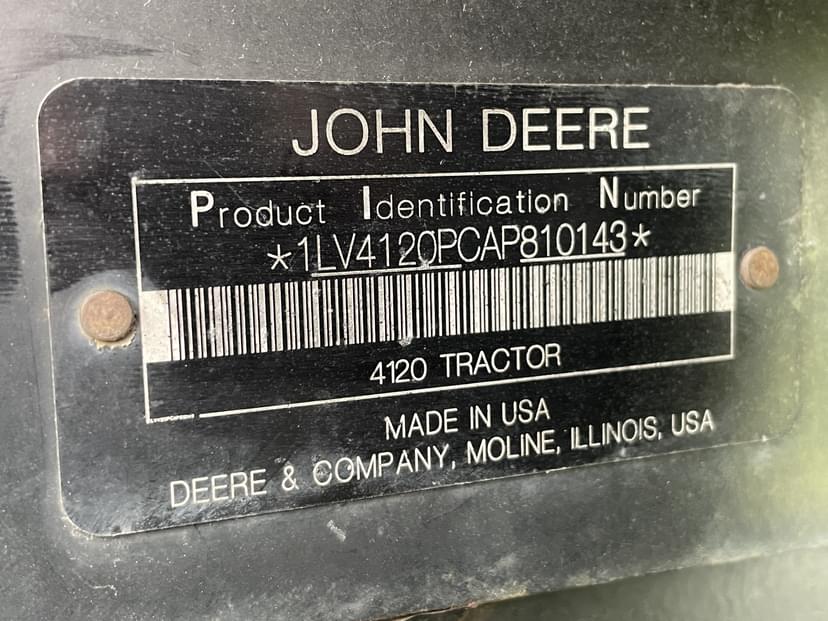 JOHN DEERE
Product Identification Number
*1LV4120PCAP810143*
4120 TRACTOR
MADE IN USA
DEERE & COMPANY, MOLINE, ILLINOIS, USA